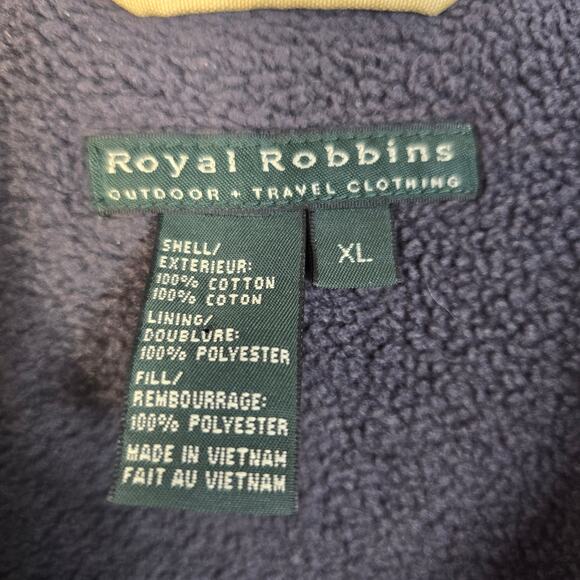 Royal Robbins
OUTDOOR + TRAVEL CLOTHING
XL
SHELL/
EXTERIEUR:
100% COTTON
100% COTON
LINING/
DOUBLURE:
100% POLYESTER
FILL/
REMBOURRAGE:
100% POLYESTER
MADE IN VIETNAM
FAIT AU VIETNAM